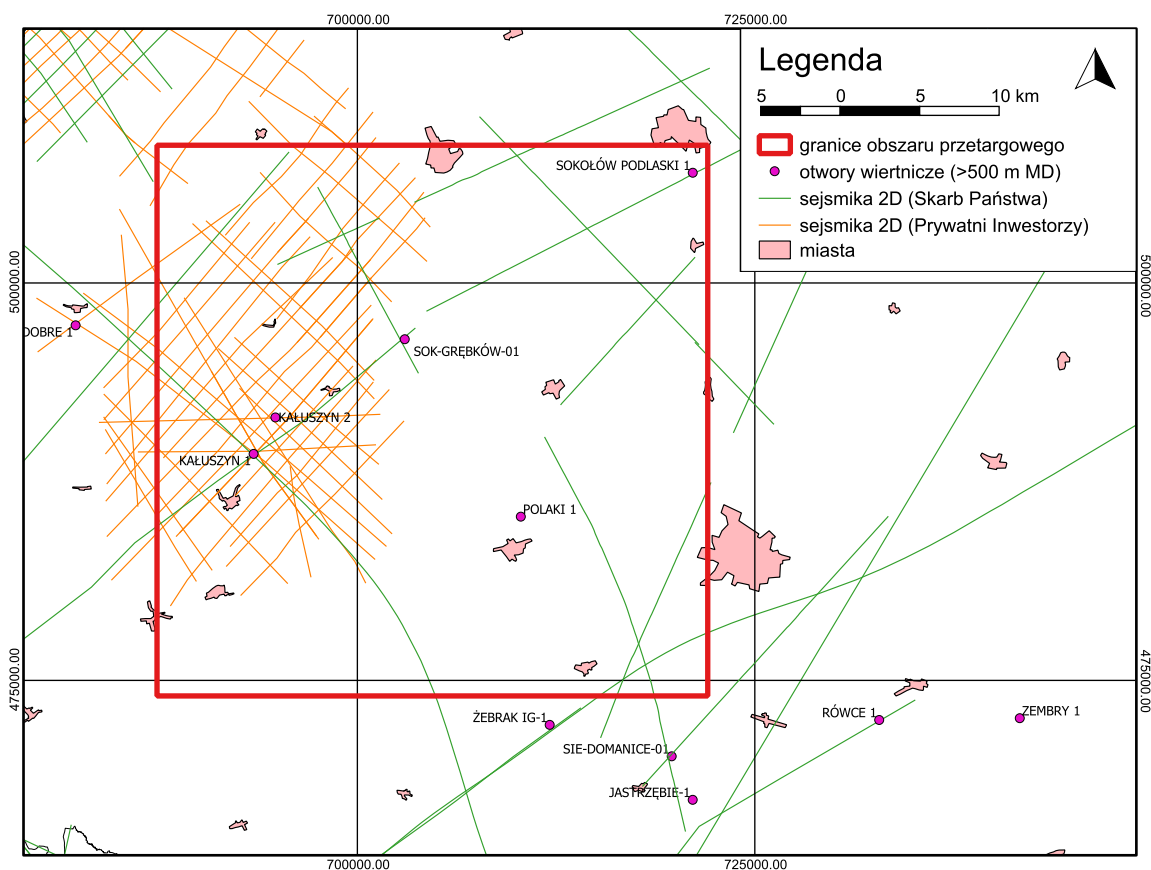 700000.00
725000.00
Legenda
5 0 5 10 km
granice obszaru przetargowego
otwory wiertnicze (>500 m MD)
sejsmika 2D (Skarb Państwa)
sejsmika 2D (Prywatni Inwestorzy)
miasta
SOKOŁÓW PODLASKI 1
500000.00
500000.00
DOBRE 1
SOK-GRĘBKÓW-01
KAŁUSZYN 2
KAŁUSZYN 1
POLAKI 1
475000.00
475000.00
ŻEBRAK IG-1
RÓWCE 1
ZEMBRY 1
SIE-DOMANICE-01
JASTRZĘBIE-1
700000.00
725000.00